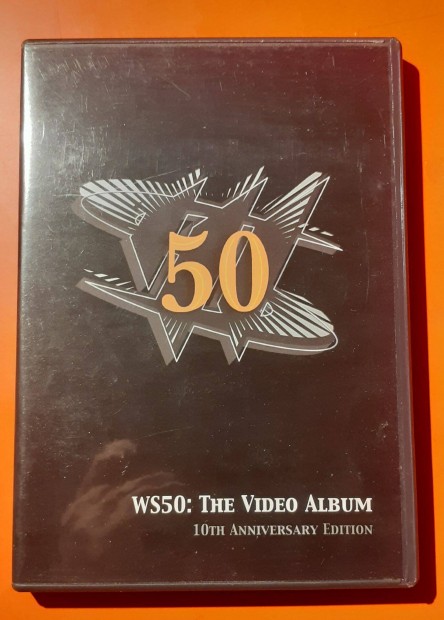 50
WS50: THE VIDEO ALBUM
10TH ANNIVERSARY EDITION